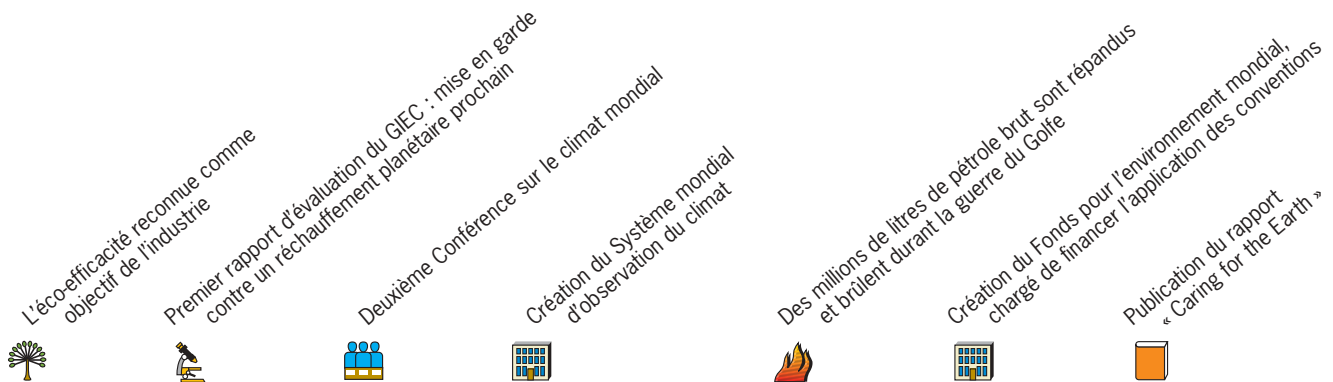 L'éco-efficacité reconnue comme
objectif de l'industrie
Premier rapport d'évaluation du GIEC : mise en garde
contre un réchauffement planétaire prochain
Deuxième Conférence sur le climat mondial
Création du Système mondial
d'observation du climat
Des millions de litres de pétrole brut sont répandus
et brûlent durant la guerre du Golfe
Création du Fonds pour l'environnement mondial,
chargé de financer l'application des conventions
Publication du rapport
« Caring for the Earth »